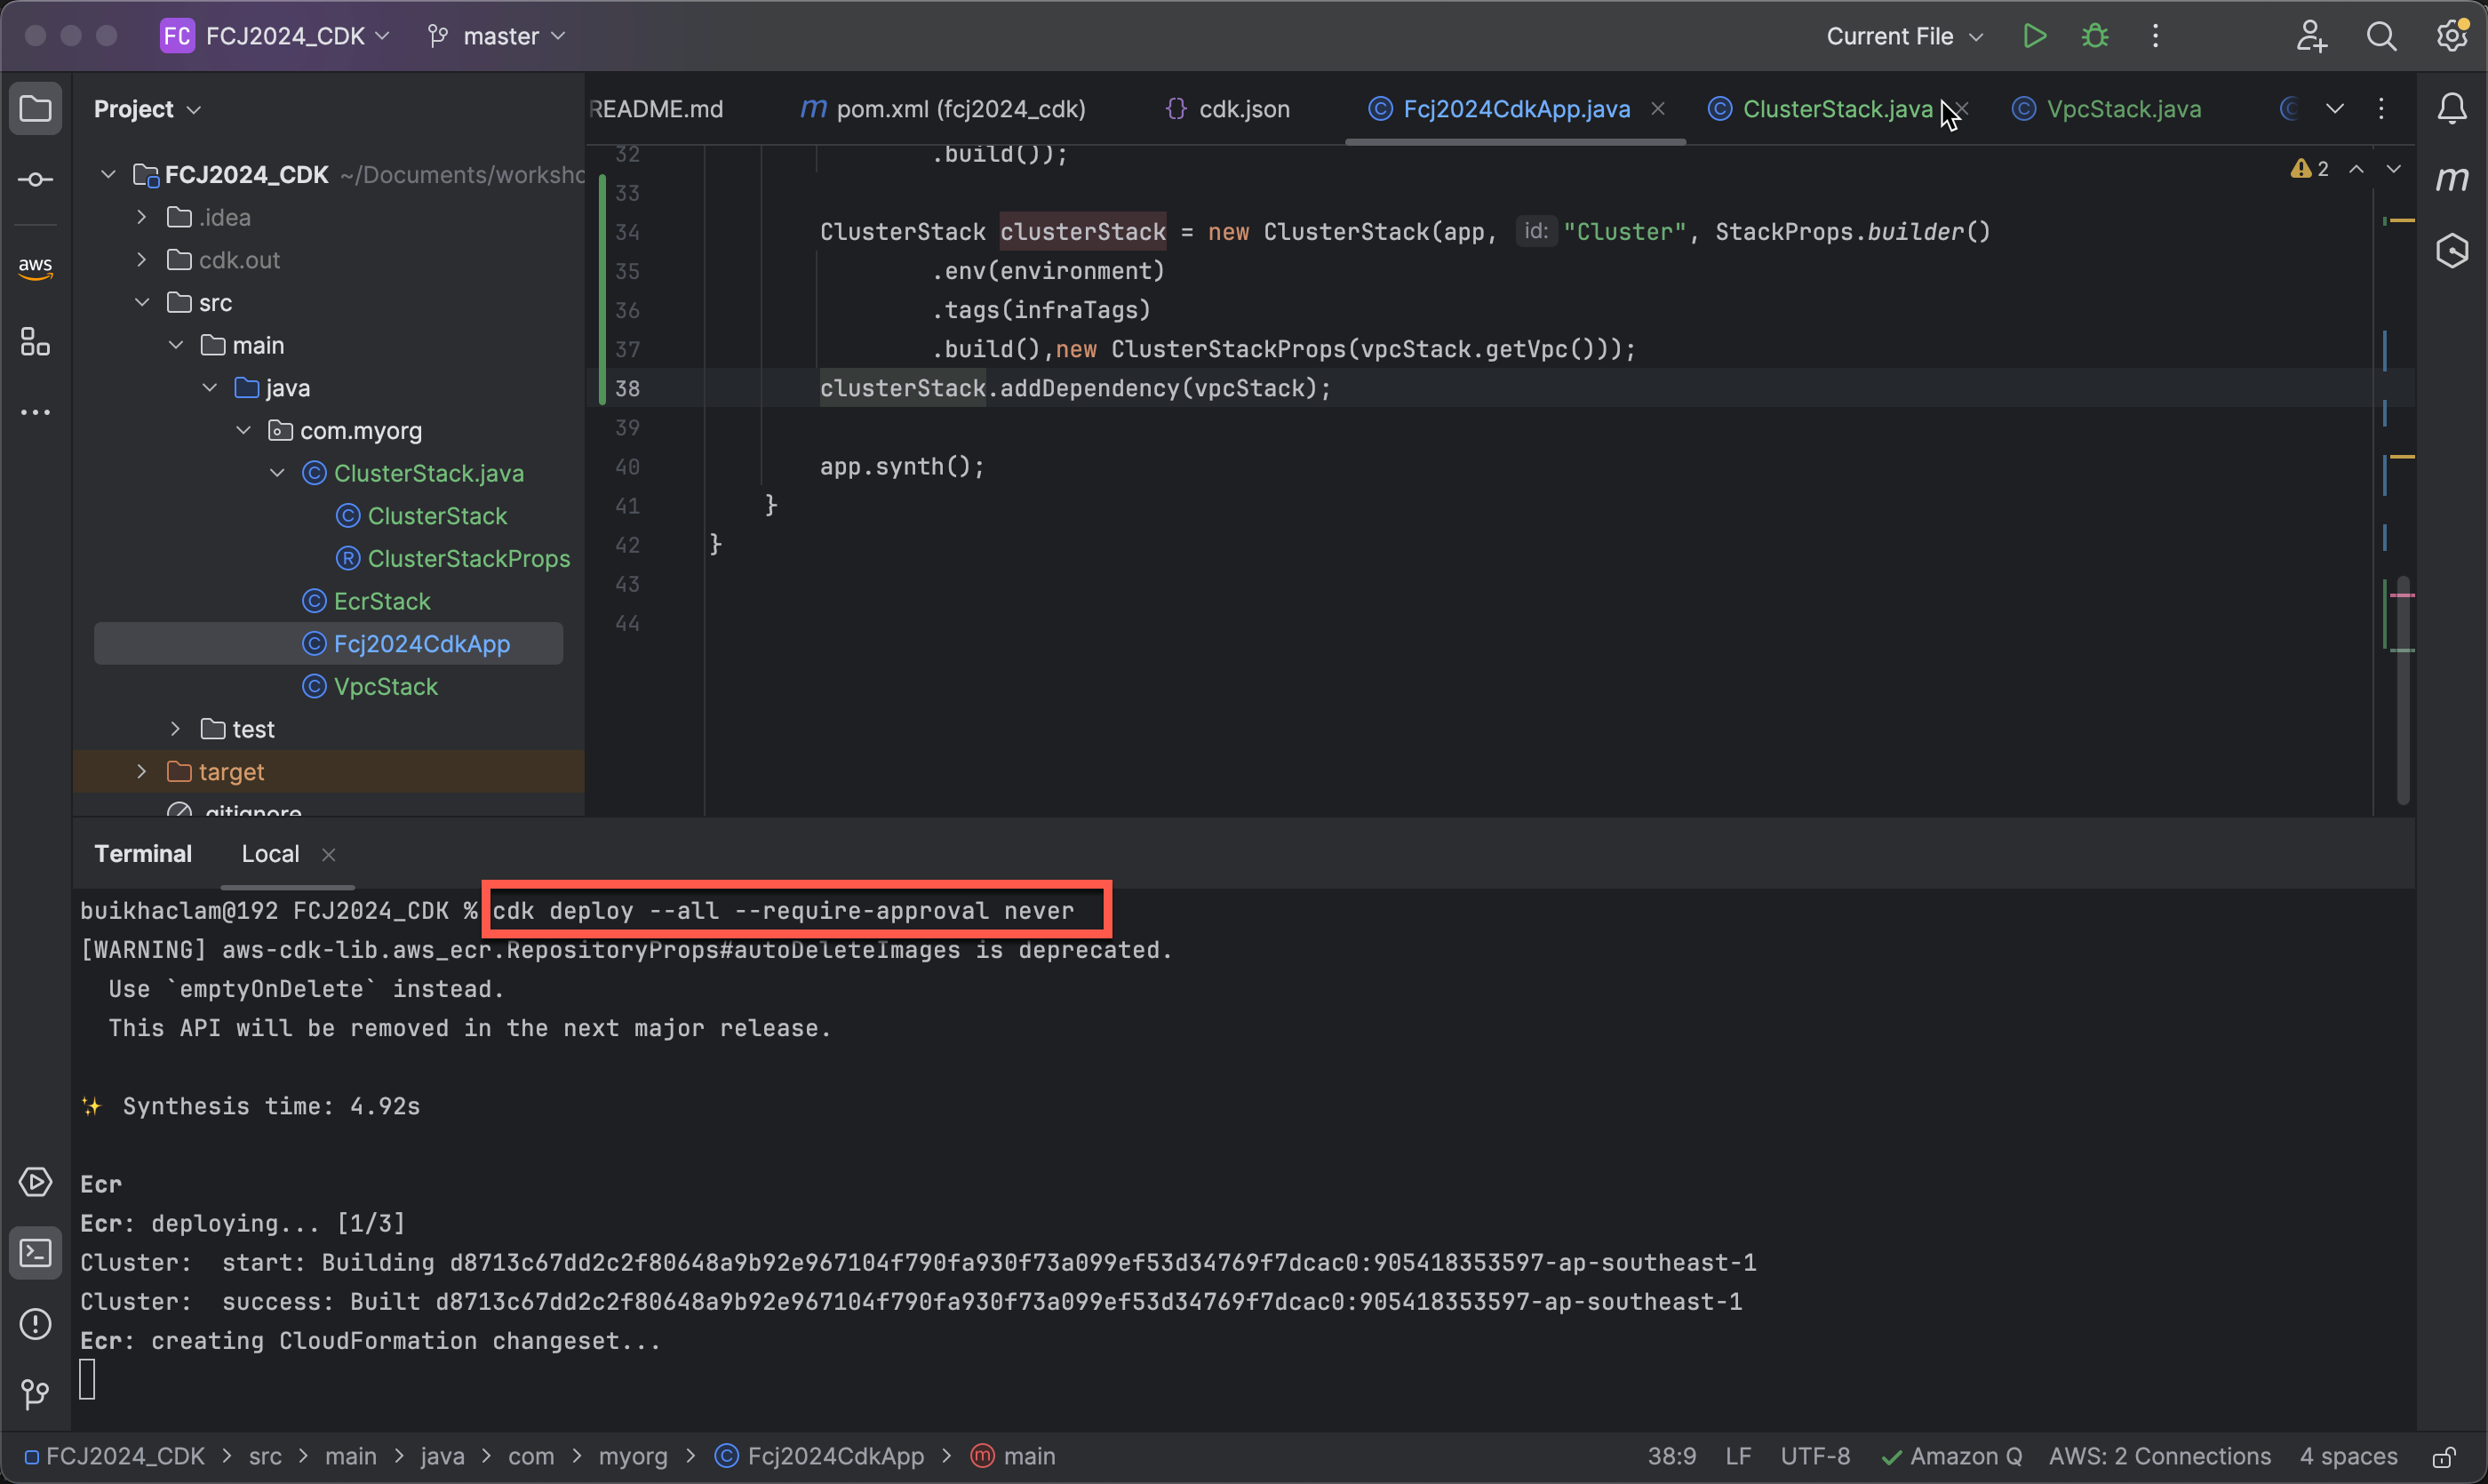 FC FCJ2024_CDK master Current File
Project
README.md pom.xml (fcj2024_cdk) cdk.json Fcj2024CdkApp.java ClusterStack.java VpcStack.java
FCJ2024_CDK ~/Documents/worksho
.idea
cdk.out
src
main
java
com.myorg
ClusterStack.java
ClusterStack
ClusterStackProps
EcrStack
Fcj2024CdkApp
VpcStack
test
target
.gitignore
aws
2
32 .build());
33
34 ClusterStack clusterStack = new ClusterStack(app, id: "Cluster", StackProps.builder()
35 .env(environment)
36 .tags(infraTags)
37 .build(),new ClusterStackProps(vpcStack.getVpc()));
38 clusterStack.addDependency(vpcStack);
39
40 app.synth();
41 }
42 }
43
44
Terminal Local
buikhaclam@192 FCJ2024_CDK % cdk deploy --all --require-approval never
[WARNING] aws-cdk-lib.aws_ecr.RepositoryProps#autoDeleteImages is deprecated.
Use `emptyOnDelete` instead.
This API will be removed in the next major release.
✨ Synthesis time: 4.92s
Ecr
Ecr: deploying... [1/3]
Cluster: start: Building d8713c67dd2c2f80648a9b92e967104f790fa930f73a099ef53d34769f7dcac0:905418353597-ap-southeast-1
Cluster: success: Built d8713c67dd2c2f80648a9b92e967104f790fa930f73a099ef53d34769f7dcac0:905418353597-ap-southeast-1
Ecr: creating CloudFormation changeset...
FCJ2024_CDK > src > main > java > com > myorg > Fcj2024CdkApp > main 38:9 LF UTF-8 Amazon Q AWS: 2 Connections 4 spaces